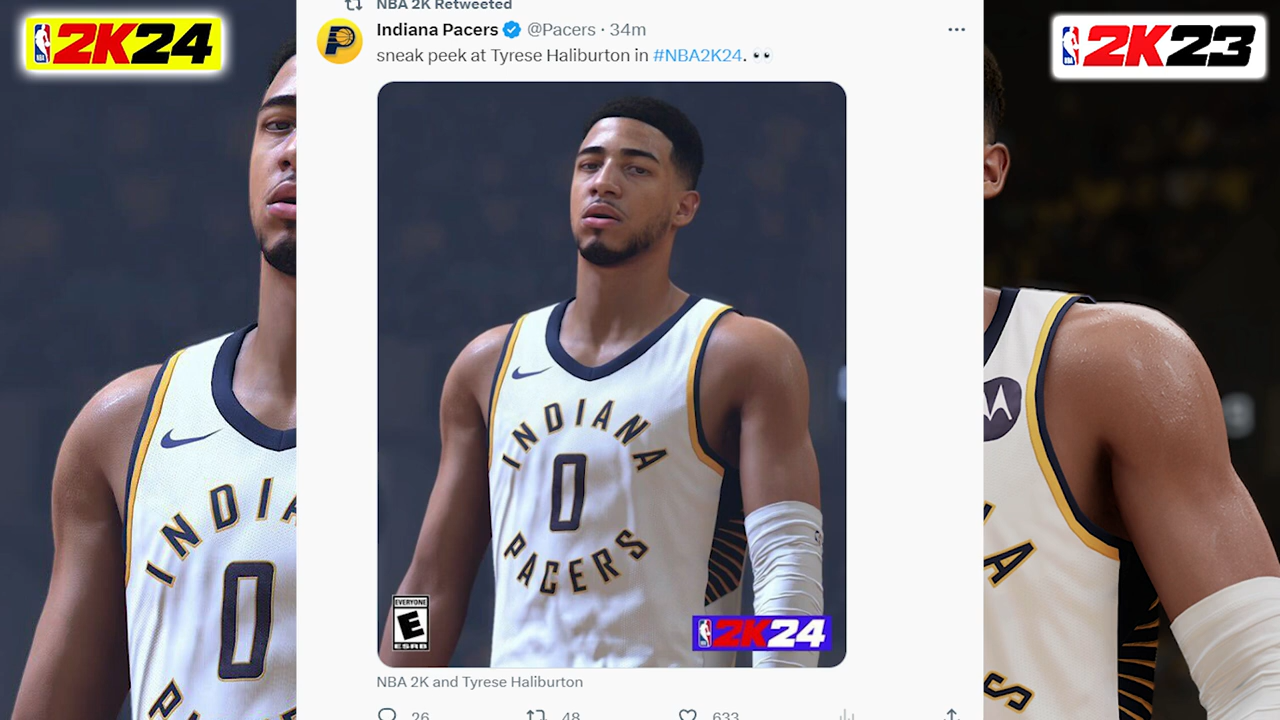 2K24
2K23
NBA 2K Retweeted
Indiana Pacers @Pacers · 34m
sneak peek at Tyrese Haliburton in #NBA2K24. 👀
INDIANA
0
PACERS
EVERYONE
E
ESRB
2K24
NBA 2K and Tyrese Haliburton
26 48 633
INDIA
0
P
A
S